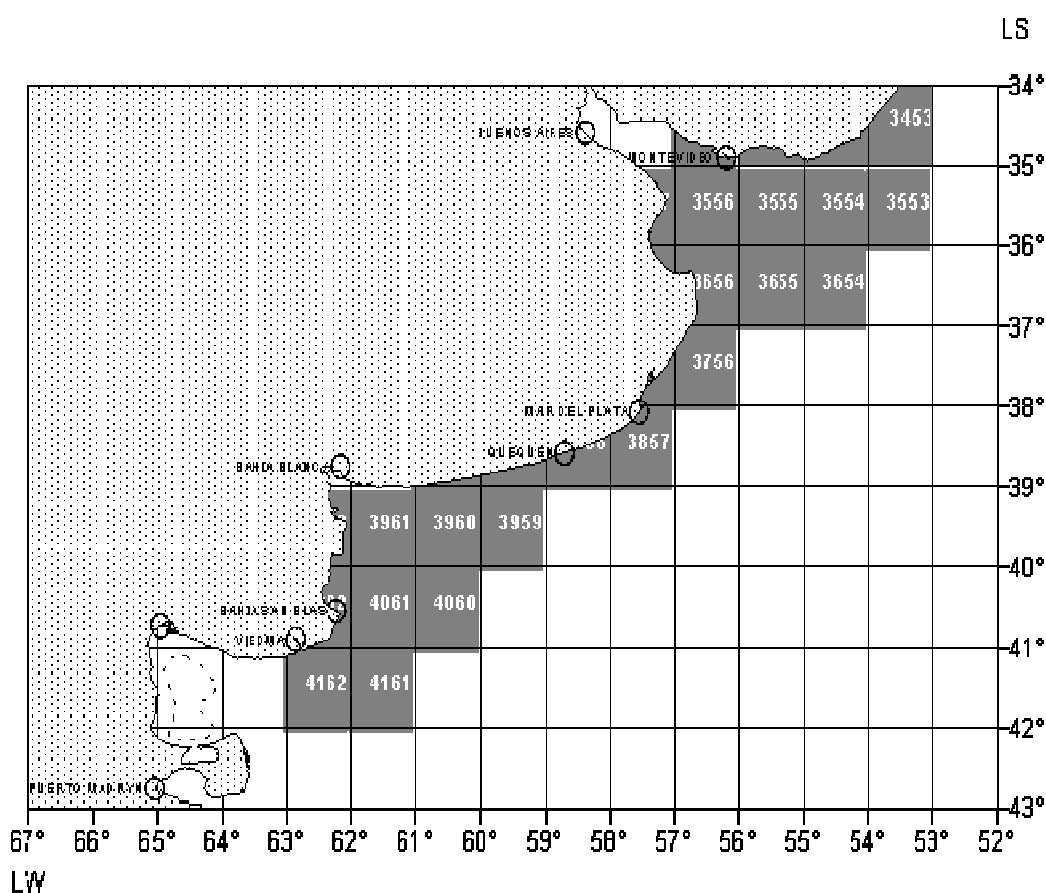 LS
34°
3453
BUENOS AIRES
MONTEVIDEO
35°
3556 3555 3554 3553
36°
3656 3655 3654
37°
3756
38°
MAR DEL PLATA
3857
QUEQUEN
BAHIA BLANC
39°
3961 3960 3959
40°
4061 4060
BAHIA SAN BLAS
VIEDMA
41°
4162 4161
42°
PUERTO MADRYN
43°
67° 66° 65° 64° 63° 62° 61° 60° 59° 58° 57° 56° 55° 54° 53° 52°
LW